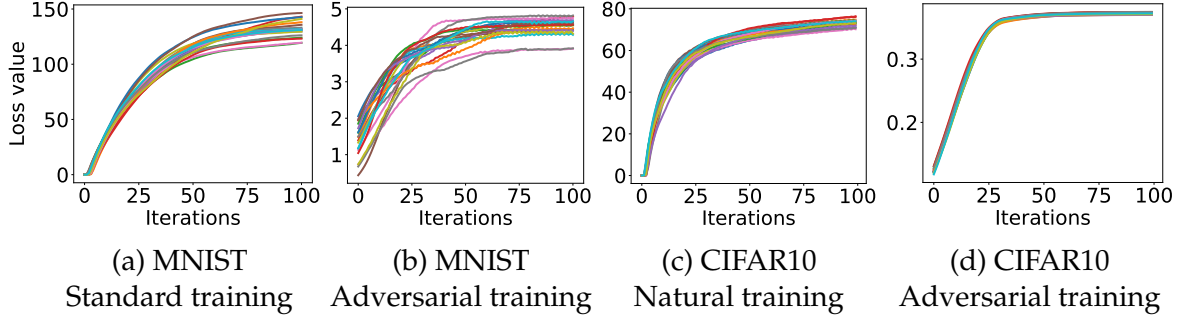 Loss value
150
100
50
0
0 25 50 75 100
Iterations
5
4
3
2
1
0 25 50 75 100
Iterations
80
60
40
20
0
0 25 50 75 100
Iterations
0.3
0.2
0 25 50 75 100
Iterations
(a) MNIST
Standard training
(b) MNIST
Adversarial training
(c) CIFAR10
Natural training
(d) CIFAR10
Adversarial training